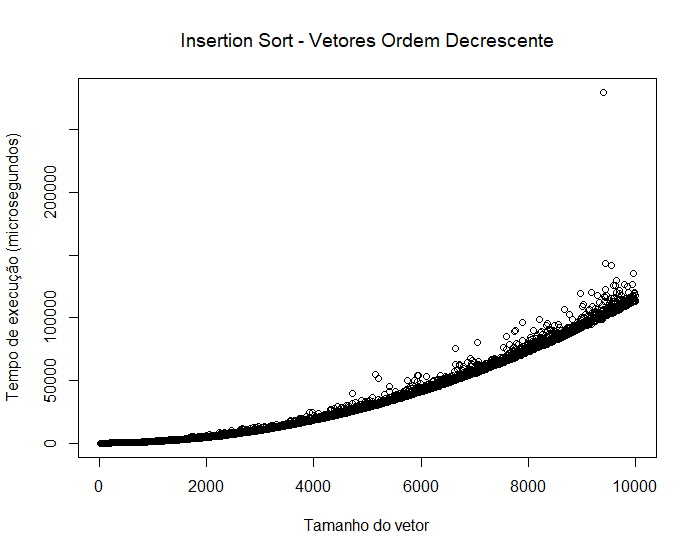 Insertion Sort - Vetores Ordem Decrescente
Tempo de execução (microsegundos)
200000
100000
50000
0
0 2000 4000 6000 8000 10000
Tamanho do vetor